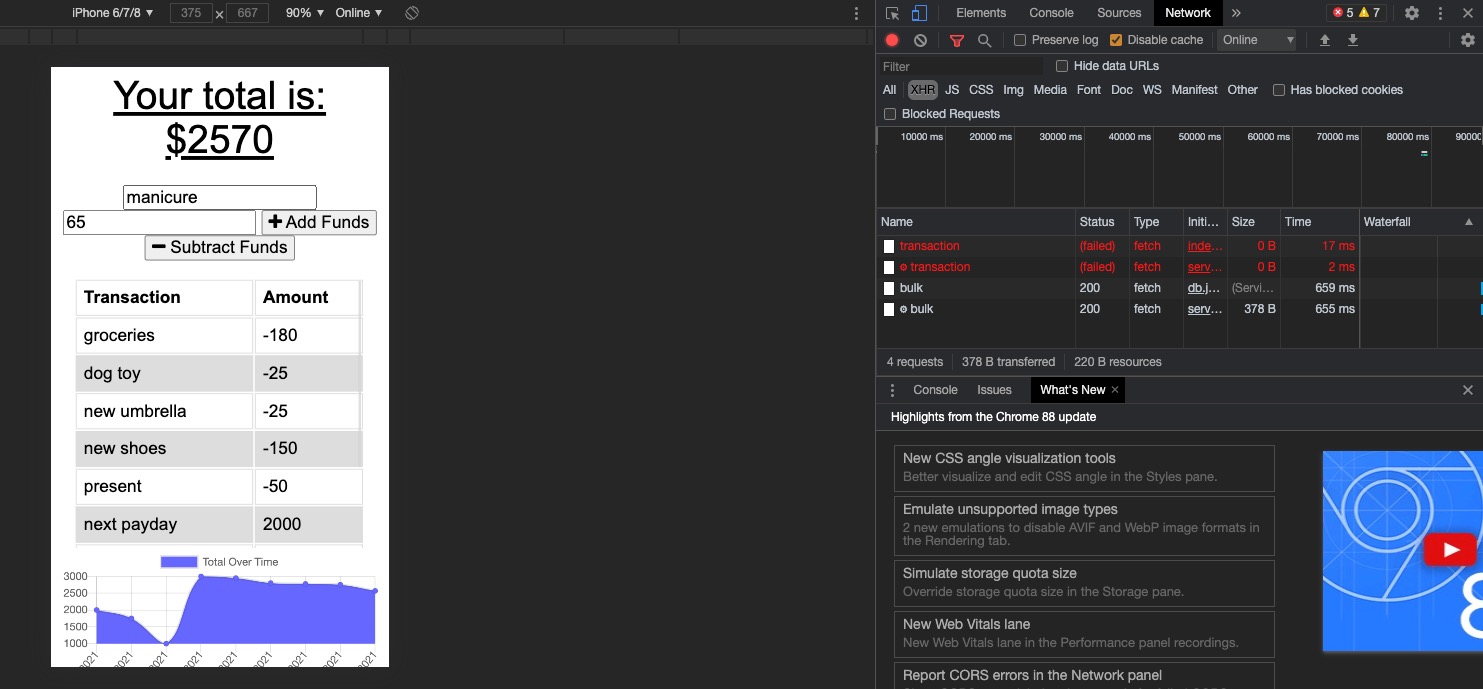 iPhone 6/7/8 ▼ 375 × 667 90% ▼ Online ▼
Your total is:
$2570
manicure
65 + Add Funds
− Subtract Funds
Transaction Amount
groceries -180
dog toy -25
new umbrella -25
new shoes -150
present -50
next payday 2000
Total Over Time
3000
2500
2000
1500
1000
2021 2021 2021 2021 2021 2021 2021 2021 2021
Elements Console Sources Network » 5 7
Preserve log Disable cache Online ▼
Filter Hide data URLs
All XHR JS CSS Img Media Font Doc WS Manifest Other Has blocked cookies
Blocked Requests
10000 ms 20000 ms 30000 ms 40000 ms 50000 ms 60000 ms 70000 ms 80000 ms 9000
Name Status Type Initi... Size Time Waterfall
transaction (failed) fetch inde... 0 B 17 ms
transaction (failed) fetch serv... 0 B 2 ms
bulk 200 fetch db.j... (Servi... 659 ms
bulk 200 fetch serv... 378 B 655 ms
4 requests 378 B transferred 220 B resources
Console Issues What's New ×
Highlights from the Chrome 88 update
New CSS angle visualization tools
Better visualize and edit CSS angle in the Styles pane.
Emulate unsupported image types
2 new emulations to disable AVIF and WebP image formats in
the Rendering tab.
Simulate storage quota size
Override storage quota size in the Storage pane.
New Web Vitals lane
New Web Vitals lane in the Performance panel recordings.
Report CORS errors in the Network panel
8